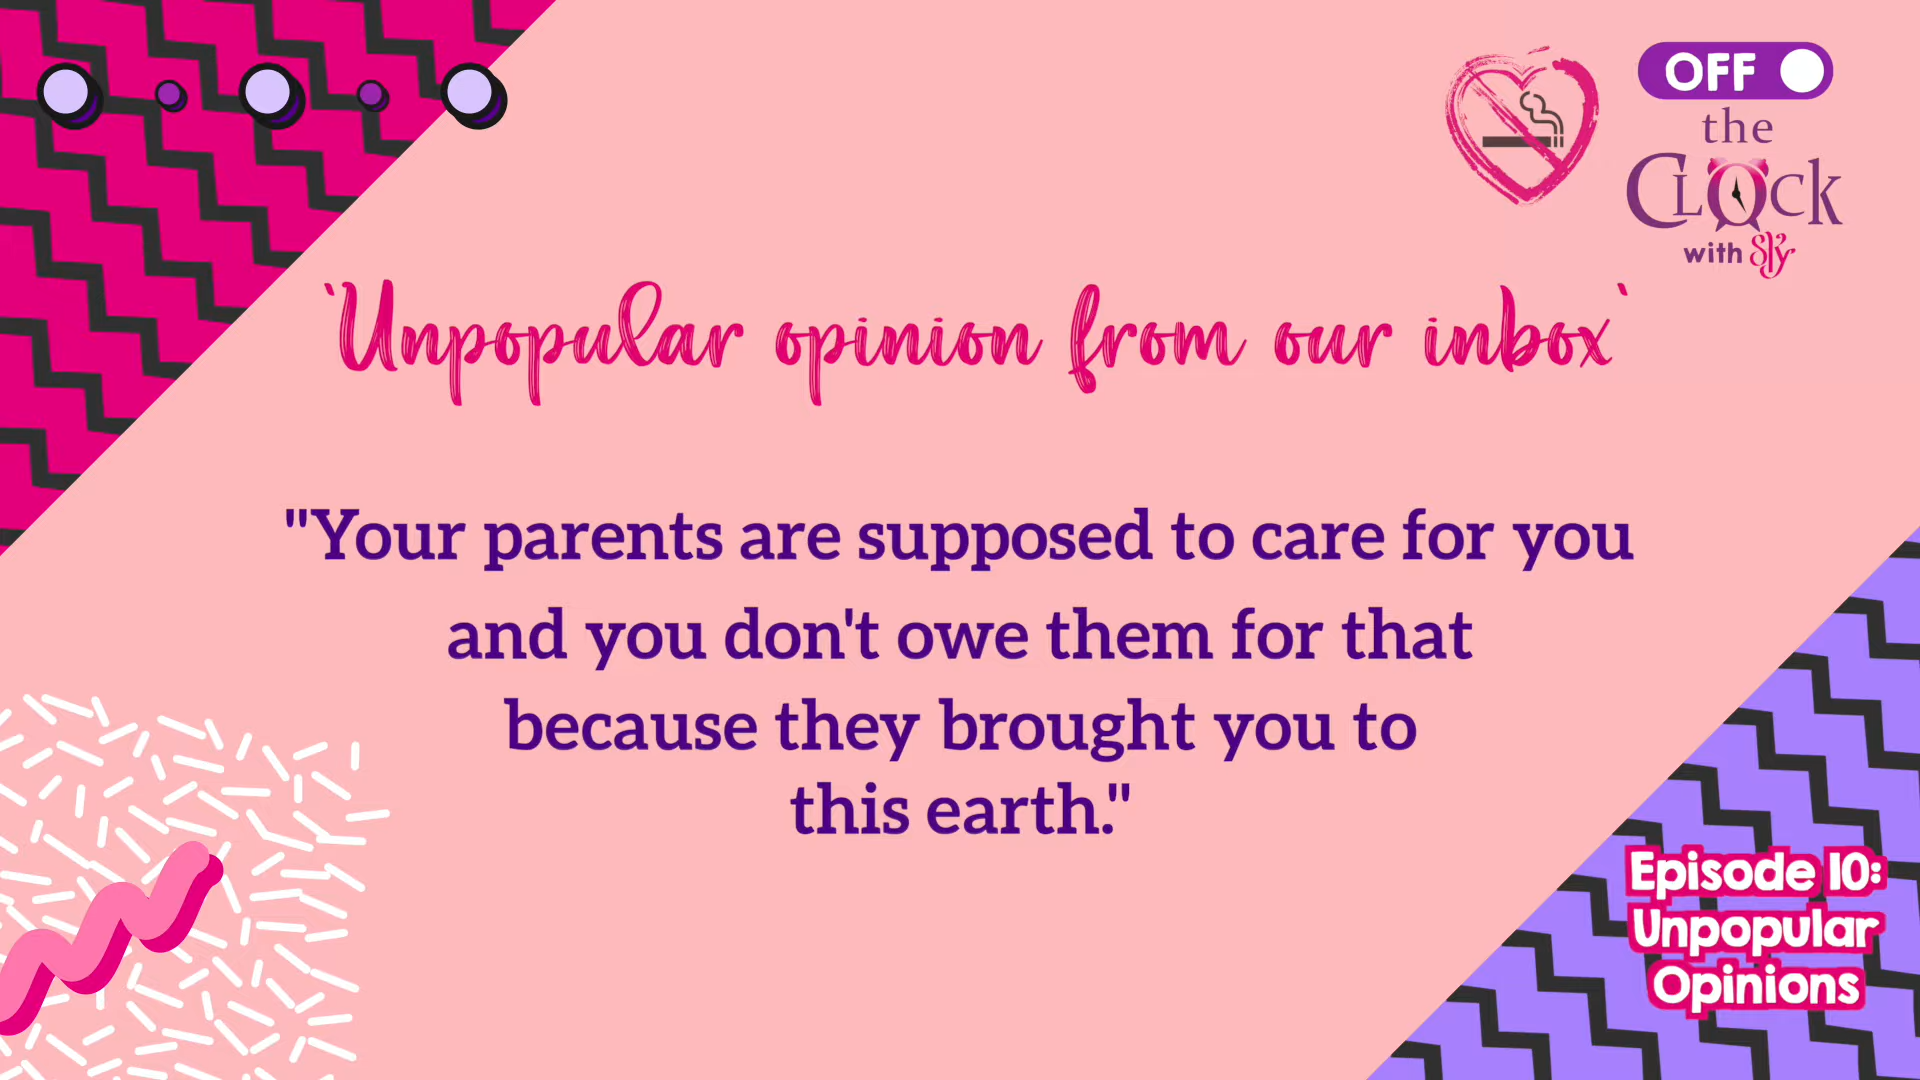 OFF
the
CLOCK
with Sly
`Unpopular opinion from our inbox`
"Your parents are supposed to care for you
and you don't owe them for that
because they brought you to
this earth."
Episode 10:
Unpopular
Opinions